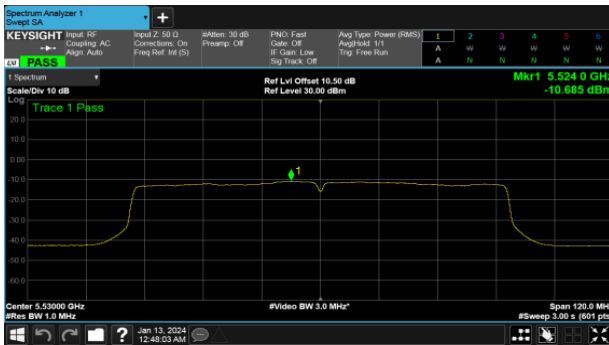 Spectrum Analyzer 1
Swept SA
+
KEYSIGHT Input: RF Input Z: 50 Ω #Atten: 30 dB PNO: Fast Avg Type: Power (RMS) 1 2 3 4 5 6
Coupling: AC Corrections: On Preamp: Off Gate: Off Avg|Hold: 1/1 A W W W W W
Align: Auto Freq Ref: Int (S) IF Gain: Low Trig: Free Run
Sig Track: Off A N N N N N
LXI PASS
1 Spectrum Ref Lvl Offset 10.50 dB Mkr1 5.524 0 GHz
Scale/Div 10 dB Ref Level 30.00 dBm -10.685 dBm
Log Trace 1 Pass
20.0
10.0
0.00
1
-10.0
-20.0
-30.0
-40.0
-50.0
-60.0
Center 5.53000 GHz #Video BW 3.0 MHz* Span 120.0 MHz
#Res BW 1.0 MHz #Sweep 3.00 s (601 pts)
? Jan 13, 2024
12:48:03 AM